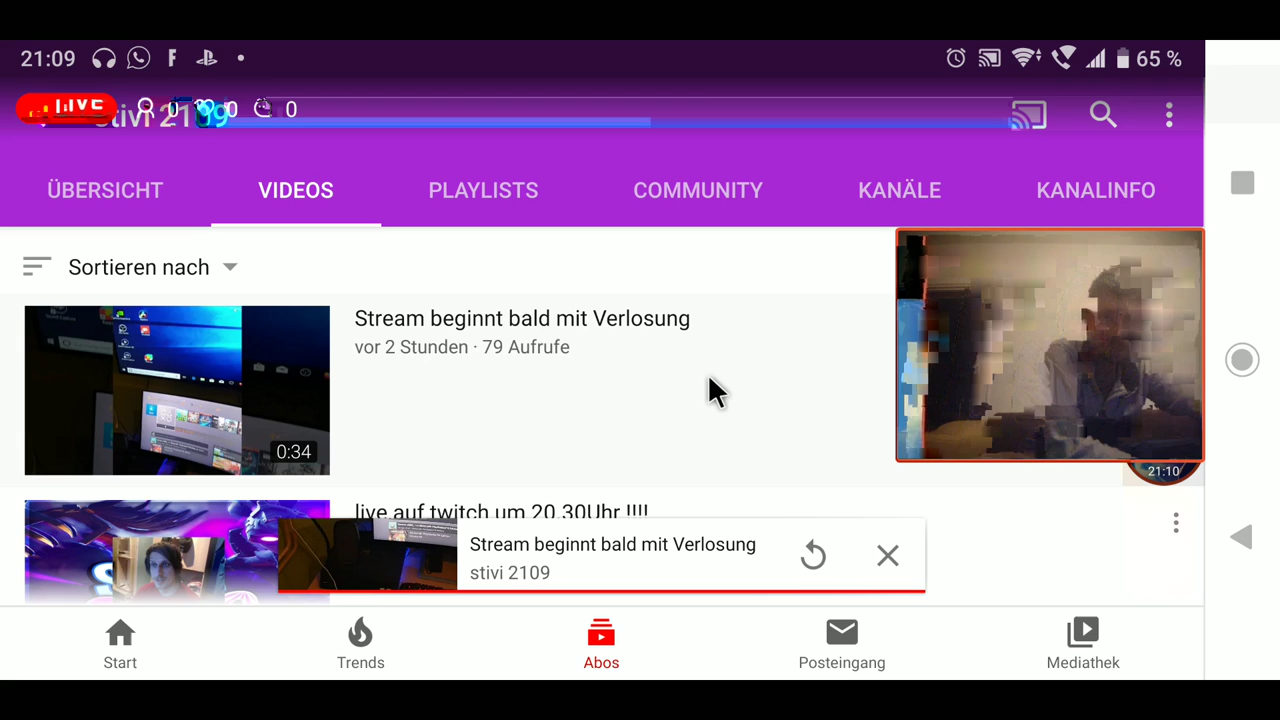 21:09 65 %
LIVE 0 0 0
stivi 2109
ÜBERSICHT VIDEOS PLAYLISTS COMMUNITY KANÄLE KANALINFO
Sortieren nach
Stream beginnt bald mit Verlosung
vor 2 Stunden · 79 Aufrufe
0:34
21:10
live auf twitch um 20.30Uhr !!!!
Stream beginnt bald mit Verlosung
stivi 2109
Start Trends Abos Posteingang Mediathek